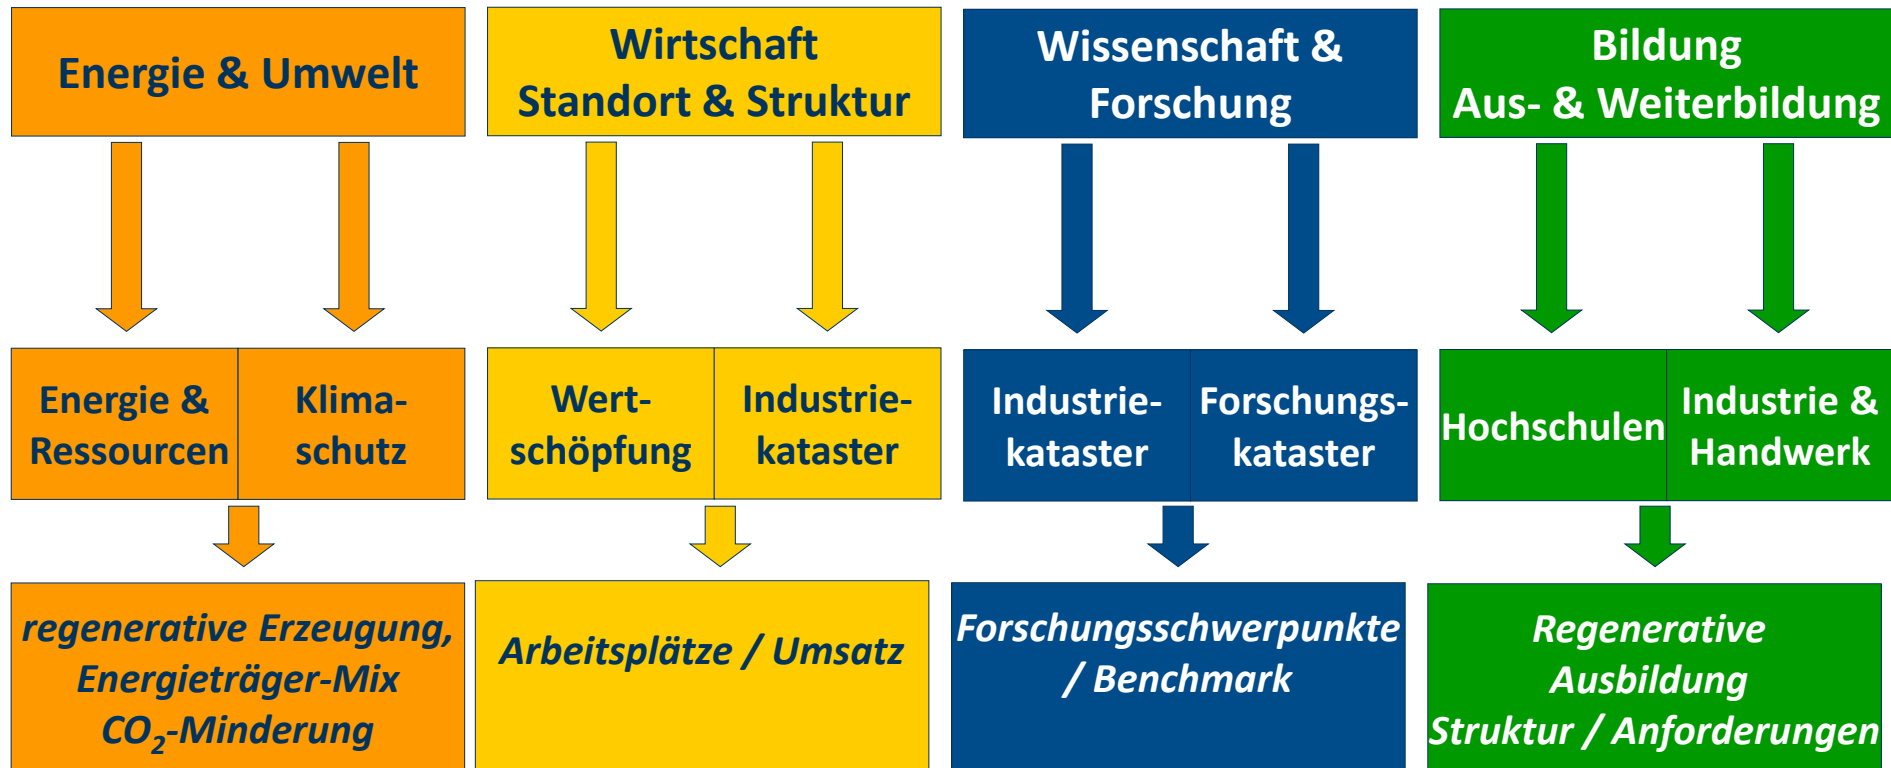 Energie & Umwelt
Wirtschaft
Standort & Struktur
Wissenschaft &
Forschung
Bildung
Aus- & Weiterbildung
Energie &
Ressourcen
Klima-
schutz
Wert-
schöpfung
Industrie-
kataster
Industrie-
kataster
Forschungs-
kataster
Hochschulen
Industrie &
Handwerk
regenerative Erzeugung,
Energieträger-Mix
CO₂-Minderung
Arbeitsplätze / Umsatz
Forschungsschwerpunkte
/ Benchmark
Regenerative
Ausbildung
Struktur / Anforderungen